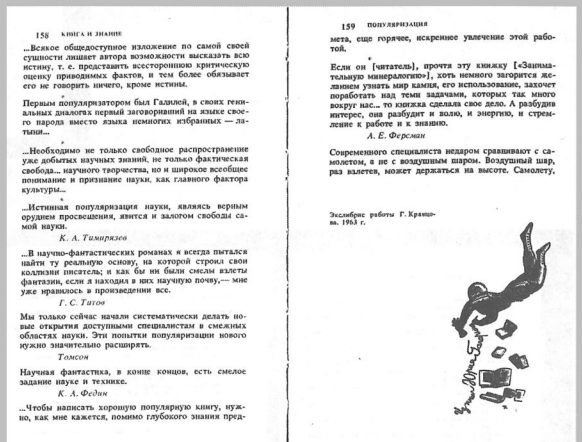 158 КНИГА И ЗНАНИЕ
...Всякое общедоступное изложение по самой своей
сущности лишает автора возможности высказать всю
истину, т. е. представить всестороннюю критическую
оценку приводимых фактов, и тем более обязывает
его не говорить ничего, кроме истины.
*
Первым популяризатором был Галилей, в своих гени-
альных диалогах первый заговоривший на языке свое-
го парода вместо языка немногих избранных — ла-
тыни...
*
...Необходимо не только свободное распространение
уже добытых научных знаний, не только фактическая
свобода... научного творчества, но и широкое всеобщее
понимание и признание науки, как главного фактора
культуры...
*
...Истинная популяризация науки, являясь верным
орудием просвещения, явится и залогом свободы са-
мой науки.
К. А. Тимирязев
...В научно-фантастических романах я всегда пытался
найти ту реальную основу, на которой строил свои
коллизии писатель; и как бы ни были смелы взлеты
фантазии, если я находил в них научную почву,— мне
уже нравилось в произведении все.
Г. С. Титов
Мы только сейчас начали систематически делать но-
вые открытия доступными специалистам в смежных
областях науки. Эти попытки популяризации нового
нужно значительно расширять.
Томсон
Научная фантастика, в конце концов, есть смелое
задание науке и технике.
К. А. Федин
...Чтобы написать хорошую популярную книгу, нуж-
но, как мне кажется, помимо глубокого знания пред-
159 ПОПУЛЯРИЗАЦИЯ
мета, еще горячее, искреннее увлечение этой рабо-
той.
Если он [читатель], прочтя эту книжку [«Занима-
тельную минералогию»], хоть немного загорится же-
ланием узнать мир камня, его использование, захочет
поработать над теми задачами, которых так много
вокруг нас... то книжка сделала свое дело. А разбудив
интерес, она разбудит и волю, и энергию, и стрем-
ление к работе и к знанию.
А. Е. Ферсман
Современного специалиста недаром сравнивают с са-
молетом, а не с воздушным шаром. Воздушный шар,
раз взлетев, может держаться на высоте. Самолету,
Экслибрис работы Г. Кравцо-
ва. 1963 г.
Из книг Юрия